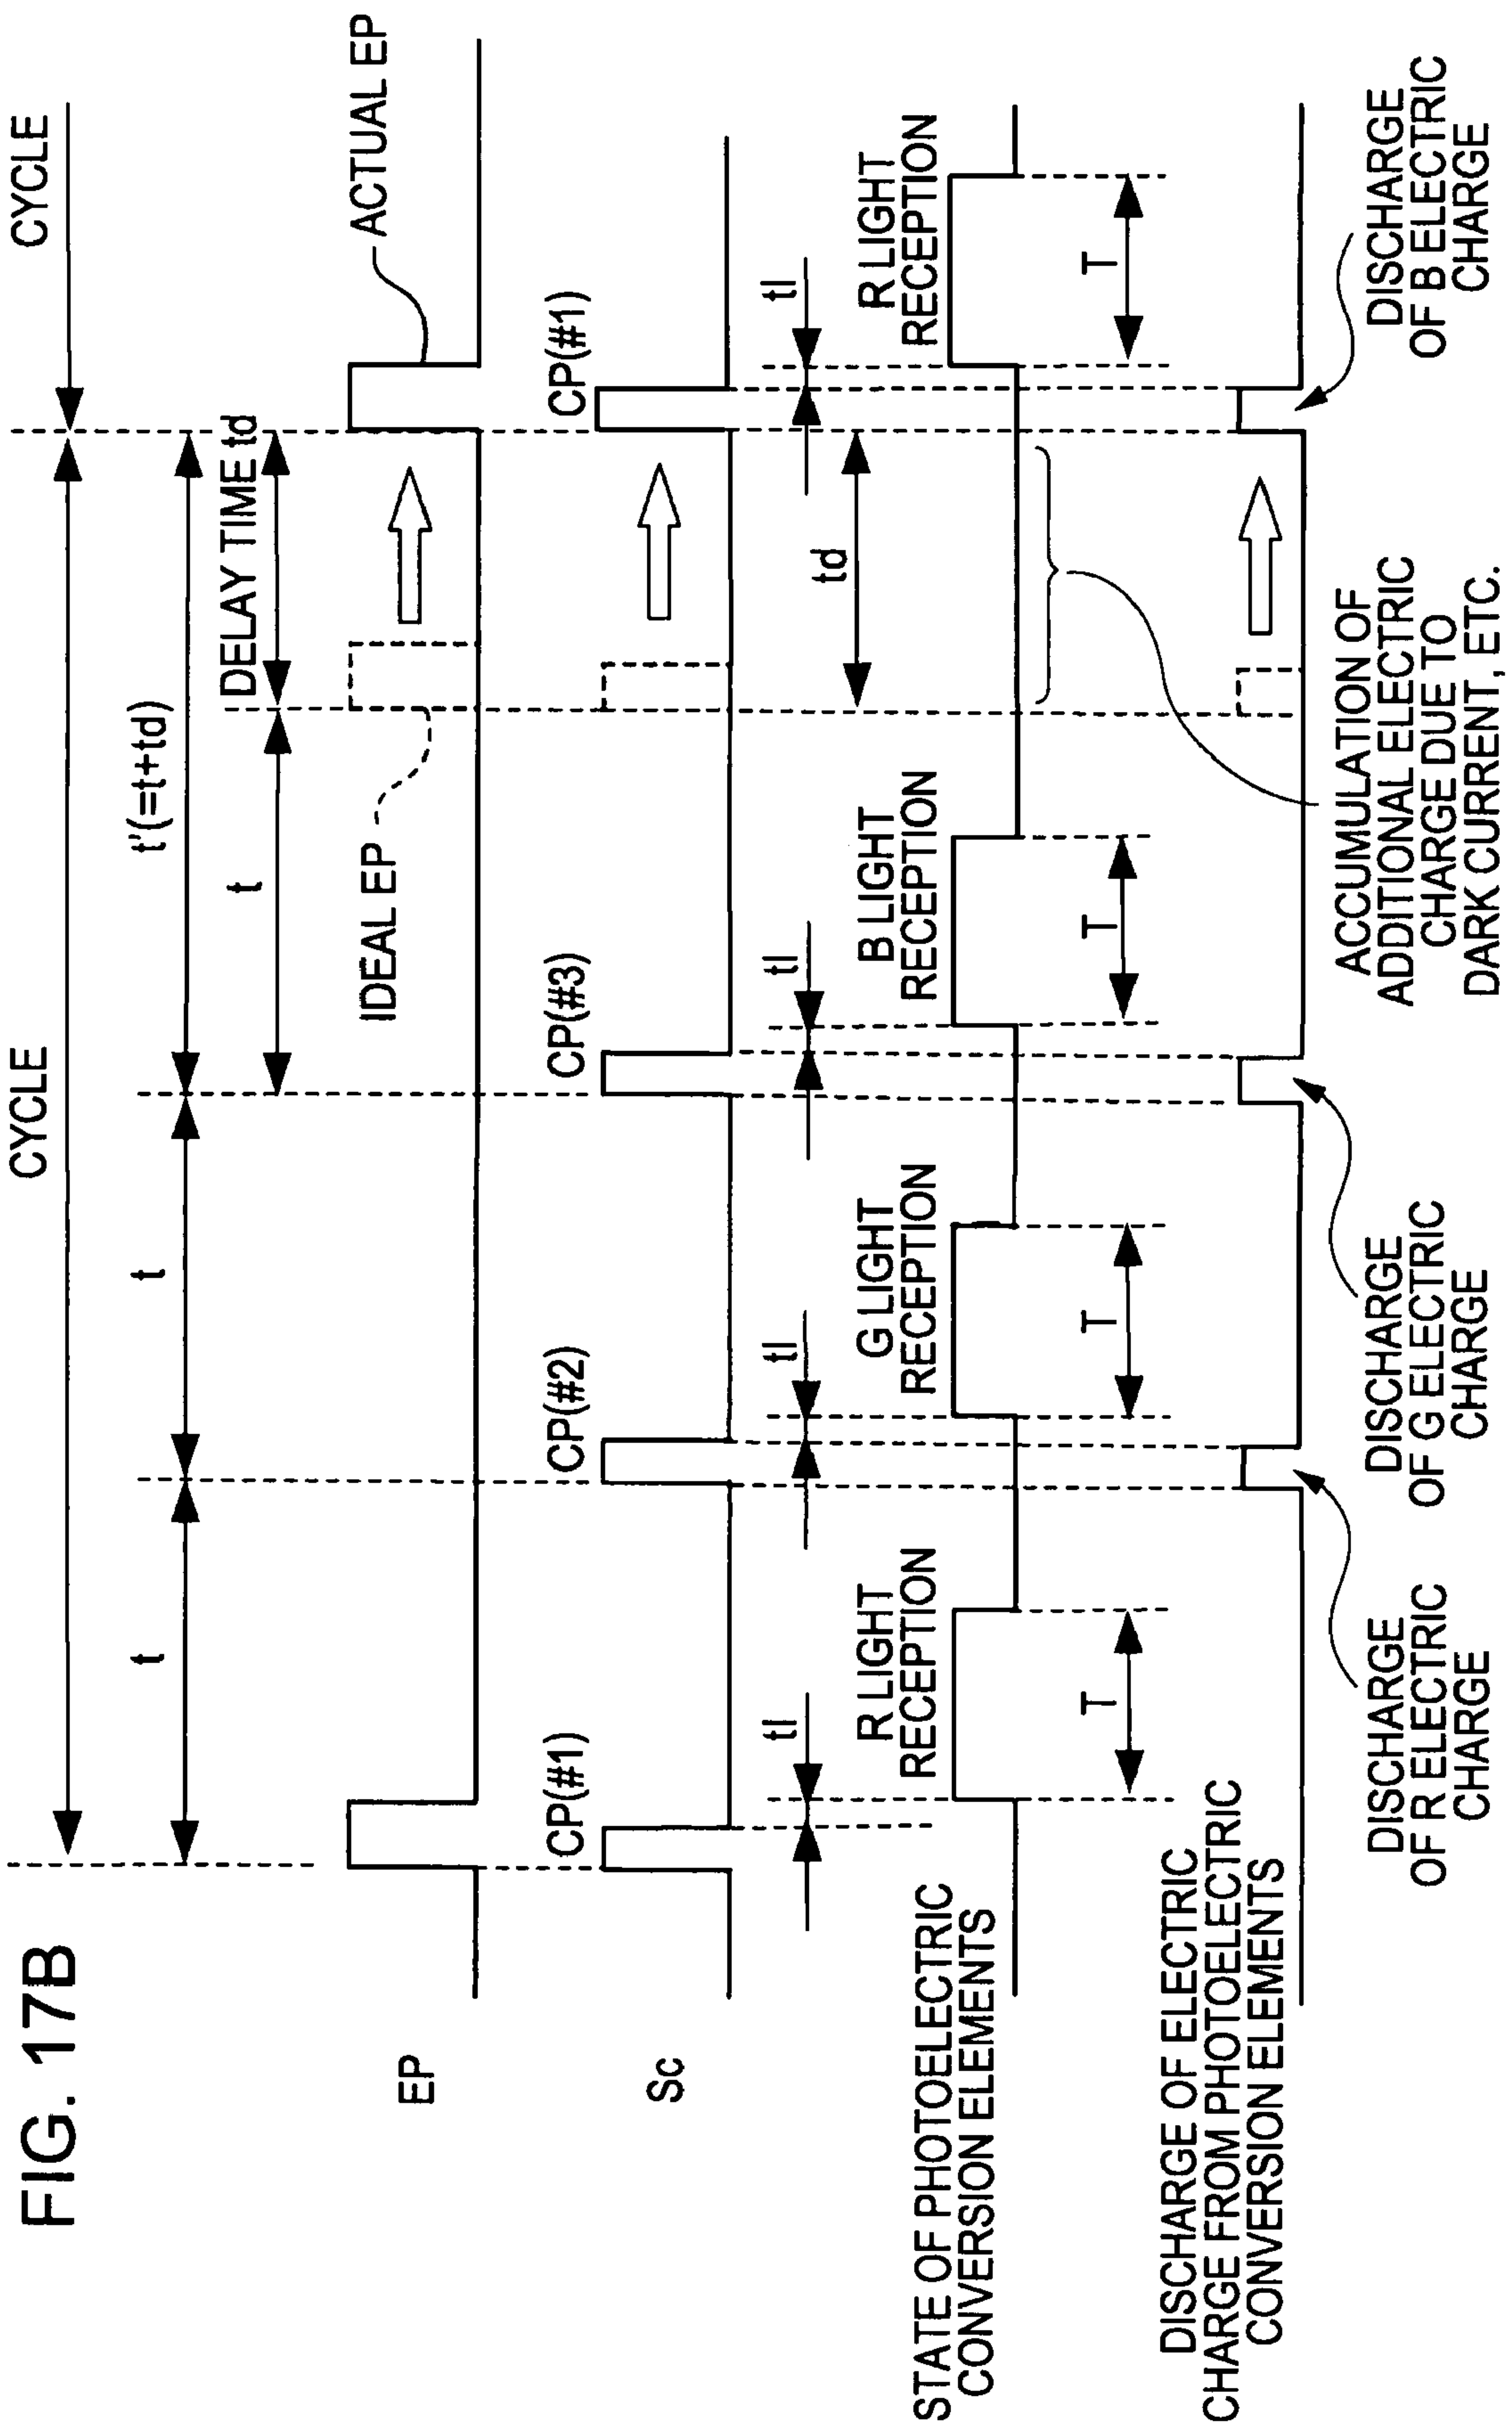 FIG. 17B
CYCLE
CYCLE
t
t
t'(=t+td)
t
DELAY TIME td
EP
IDEAL EP
ACTUAL EP
Sc
CP(#1)
CP(#2)
CP(#3)
CP(#1)
tl
tl
tl
td
tl
STATE OF PHOTOELECTRIC
CONVERSION ELEMENTS
R LIGHT
RECEPTION
G LIGHT
RECEPTION
B LIGHT
RECEPTION
R LIGHT
RECEPTION
T
T
T
T
DISCHARGE OF ELECTRIC
CHARGE FROM PHOTOELECTRIC
CONVERSION ELEMENTS
DISCHARGE
OF R ELECTRIC
CHARGE
DISCHARGE
OF G ELECTRIC
CHARGE
ACCUMULATION OF
ADDITIONAL ELECTRIC
CHARGE DUE TO
DARK CURRENT, ETC.
DISCHARGE
OF B ELECTRIC
CHARGE